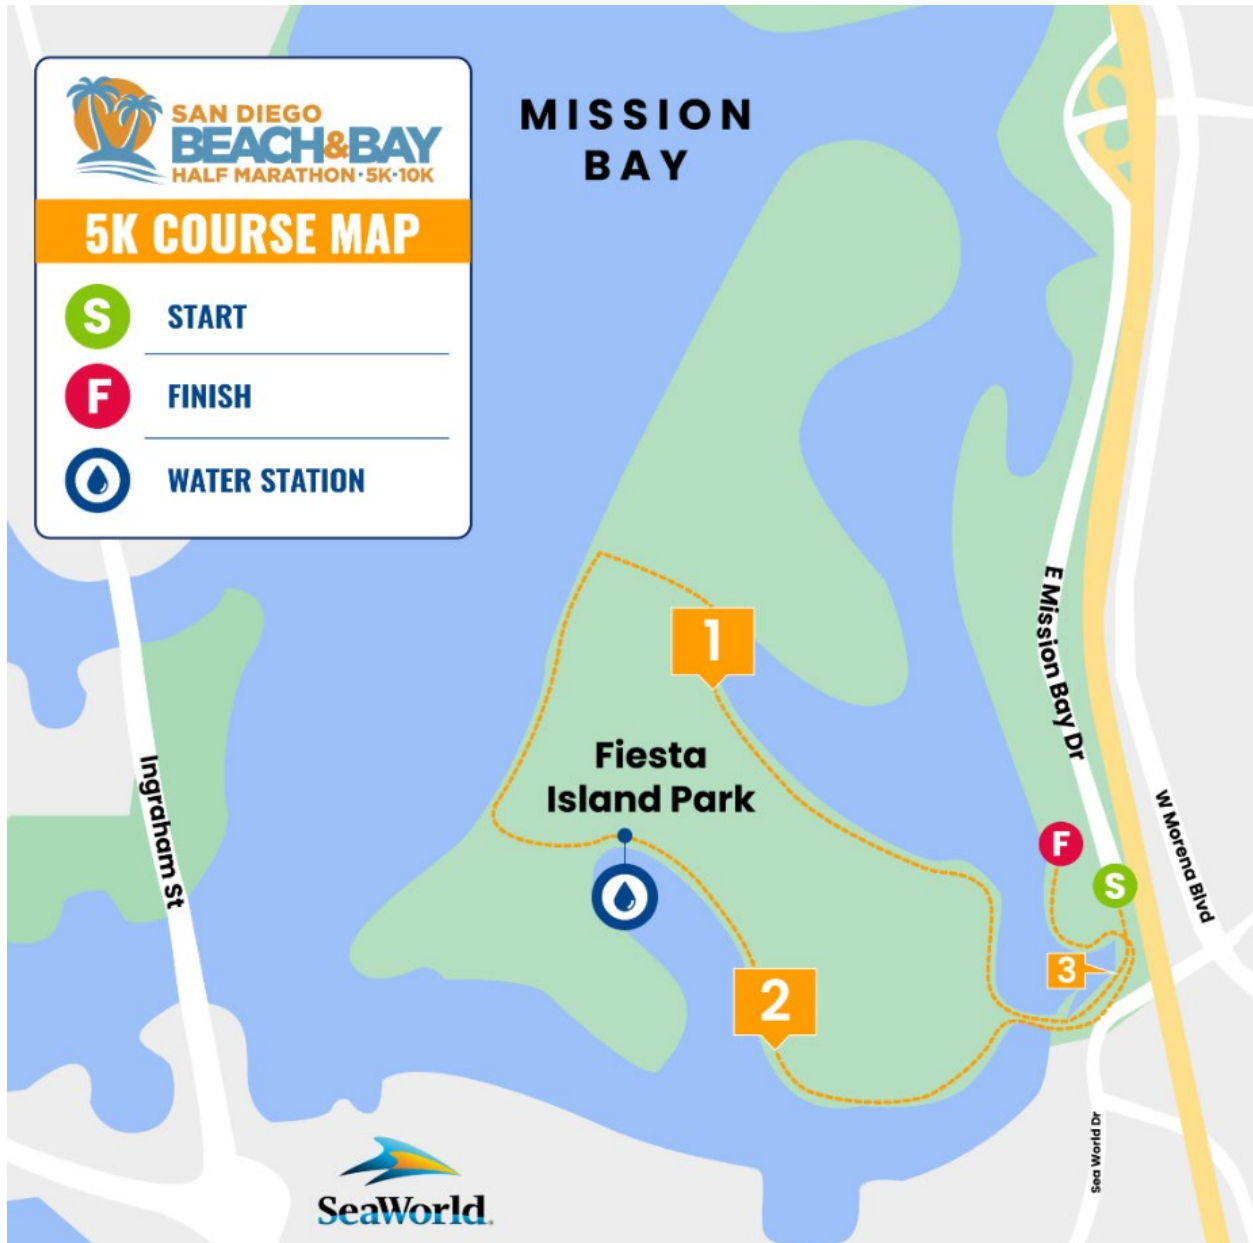 SAN DIEGO
BEACH&BAY
HALF MARATHON·5K·10K
5K COURSE MAP
S START
F FINISH
WATER STATION
MISSION
BAY
1
E Mission Bay Dr
Fiesta
Island Park
Ingraham St
W Morena Blvd
F
S
3
2
Sea World Dr
SeaWorld